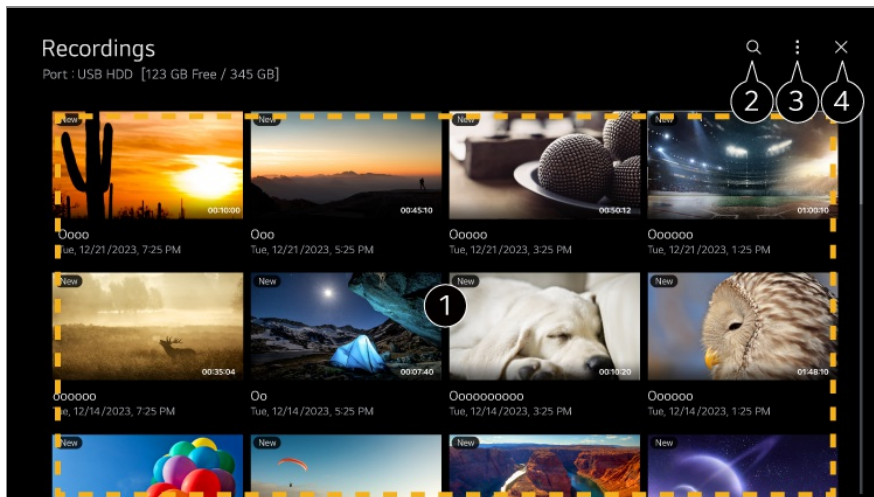 Recordings
Port : USB HDD [123 GB Free / 345 GB]
2 3 4
New New New New
00:10:00 00:45:10 00:50:12 01:00:10
Oooo Ooo Ooooo Oooooo
Tue, 12/21/2023, 7:25 PM Tue, 12/21/2023, 5:25 PM Tue, 12/21/2023, 3:25 PM Tue, 12/21/2023, 1:25 PM
New New New New
1
00:35:04 00:07:40 00:10:20 01:48:10
oooooo Oo Oooooooooo Oooooo
Tue, 12/14/2023, 7:25 PM Tue, 12/14/2023, 5:25 PM Tue, 12/14/2023, 3:25 PM Tue, 12/14/2023, 1:25 PM
New New New New